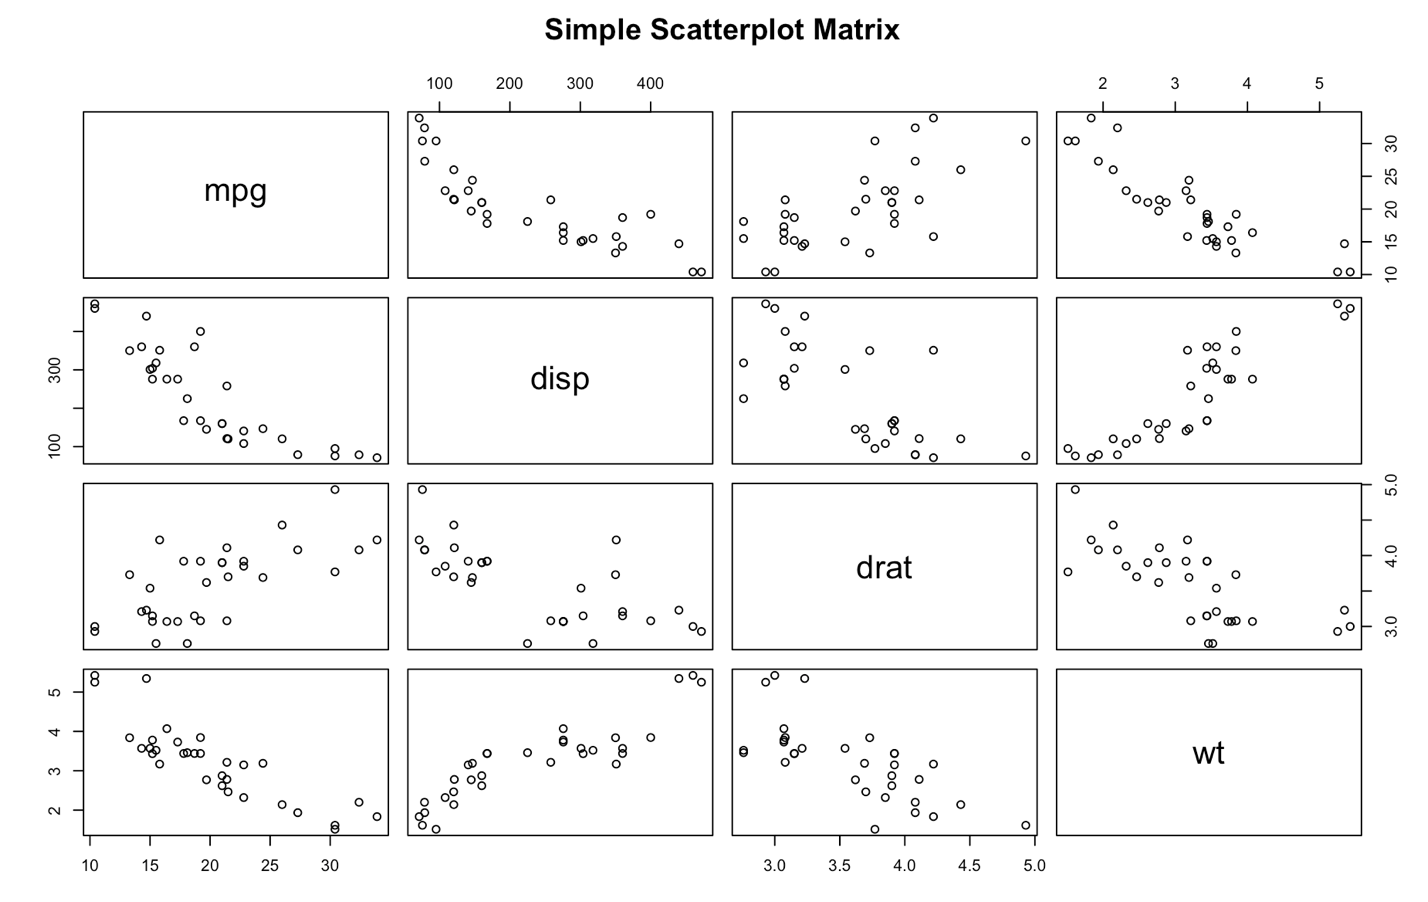 Simple Scatterplot Matrix
100 200 300 400
2 3 4 5
mpg
10 15 20 25 30
100 300
disp
drat
3.0 4.0 5.0
2 3 4 5
wt
10 15 20 25 30
3.0 3.5 4.0 4.5 5.0